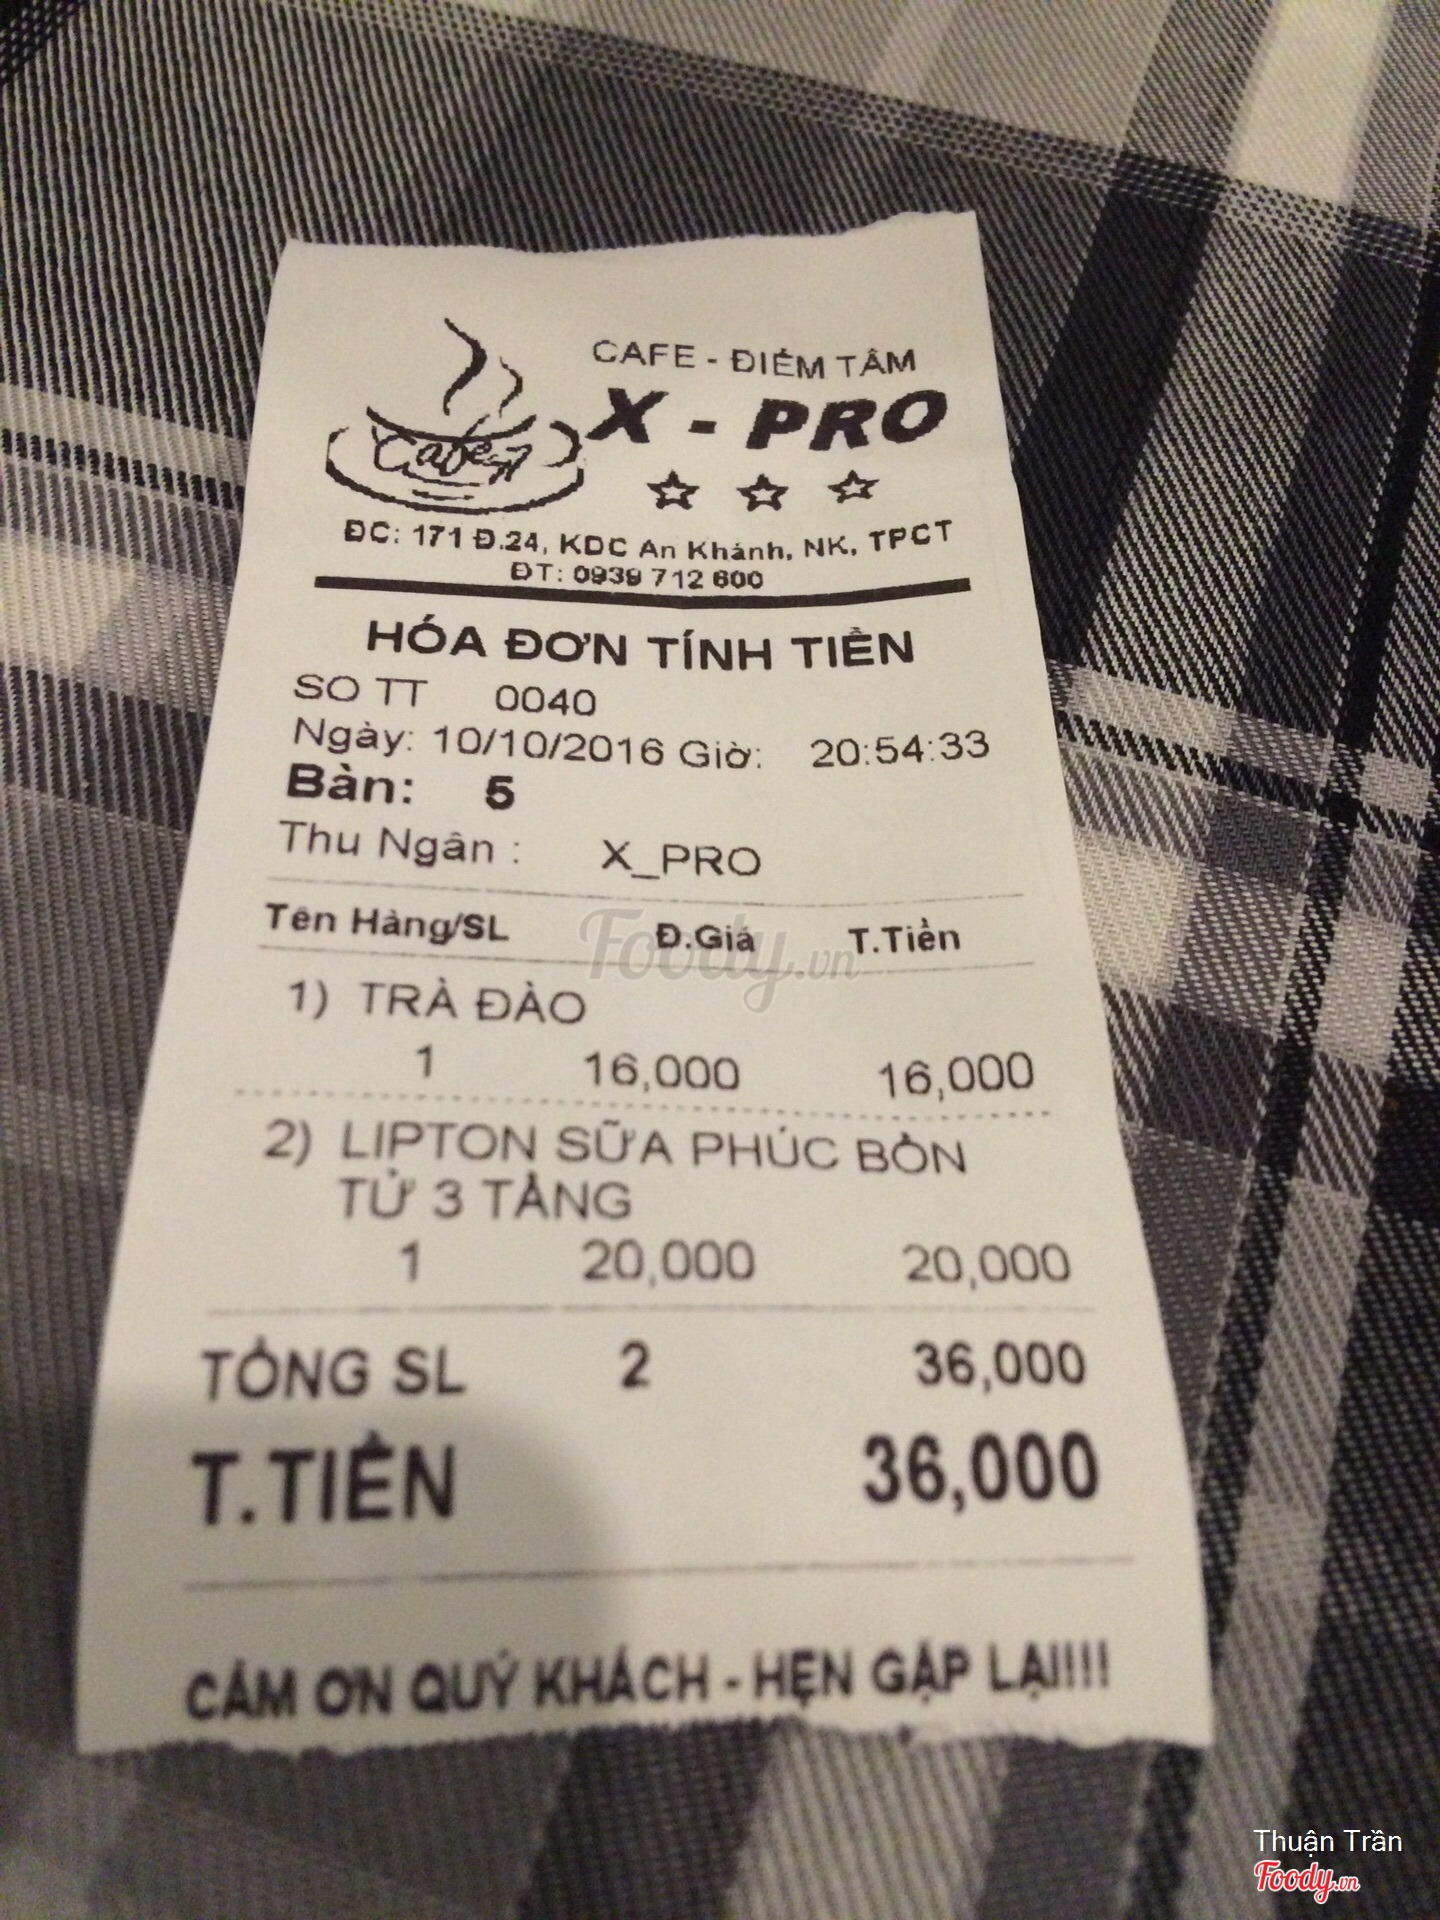 CAFE - ĐIỂM TÂM
X - PRO
Cafe
ĐC: 171 Đ.24, KDC An Khánh, NK, TPCT
ĐT: 0939 712 600
HÓA ĐƠN TÍNH TIỀN
SO TT 0040
Ngày: 10/10/2016 Giờ: 20:54:33
Bàn: 5
Thu Ngân : X_PRO
Tên Hàng/SL Đ.Giá T.Tiền
Foody.vn
1) TRÀ ĐÀO
1 16,000 16,000
2) LIPTON SỮA PHÚC BỒN
TỬ 3 TẦNG
1 20,000 20,000
TỔNG SL 2 36,000
T.TIỀN 36,000
CÁM ƠN QUÝ KHÁCH - HẸN GẶP LẠI!!!!
Thuận Trần
Foody.vn